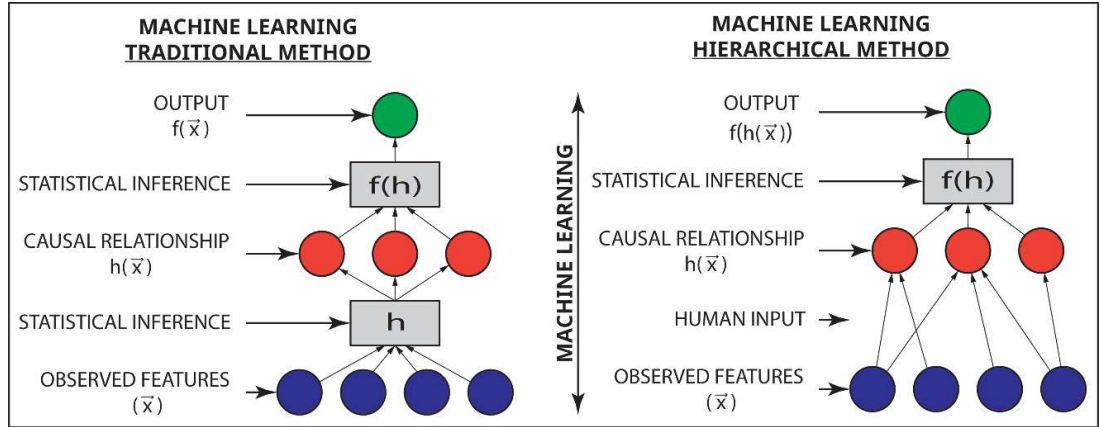 MACHINE LEARNING
TRADITIONAL METHOD
OUTPUT
f(x⃗)
STATISTICAL INFERENCE
f(h)
CAUSAL RELATIONSHIP
h(x⃗)
STATISTICAL INFERENCE
h
OBSERVED FEATURES
(x⃗)
MACHINE LEARNING
MACHINE LEARNING
HIERARCHICAL METHOD
OUTPUT
f(h(x⃗))
STATISTICAL INFERENCE
f(h)
CAUSAL RELATIONSHIP
h(x⃗)
HUMAN INPUT
OBSERVED FEATURES
(x⃗)